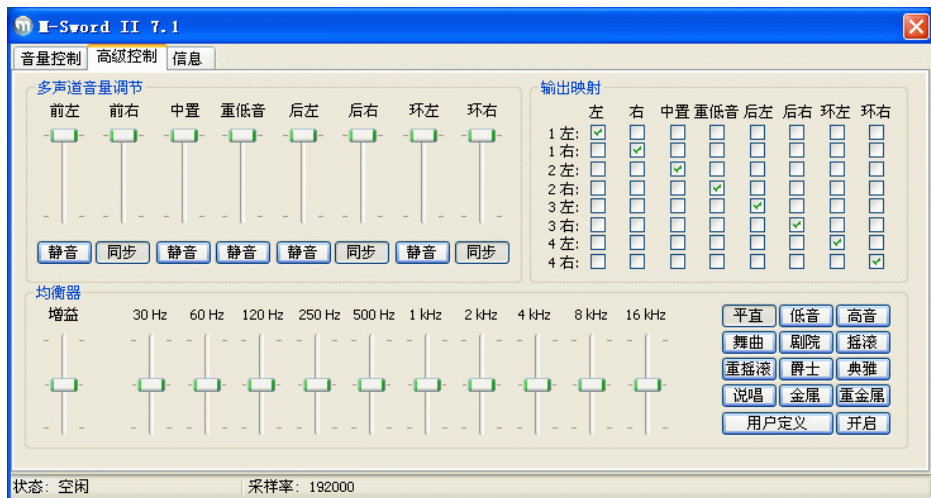 M-Sword II 7.1
音量控制 高级控制 信息
多声道音量调节
前左 前右 中置 重低音 后左 后右 环左 环右
静音 同步 静音 静音 静音 同步 静音 同步
输出映射
左 右 中置 重低音 后左 后右 环左 环右
1 左:
1 右:
2 左:
2 右:
3 左:
3 右:
4 左:
4 右:
均衡器
增益 30 Hz 60 Hz 120 Hz 250 Hz 500 Hz 1 kHz 2 kHz 4 kHz 8 kHz 16 kHz
平直 低音 高音
舞曲 剧院 摇滚
重摇滚 爵士 典雅
说唱 金属 重金属
用户定义 开启
状态: 空闲 采样率: 192000